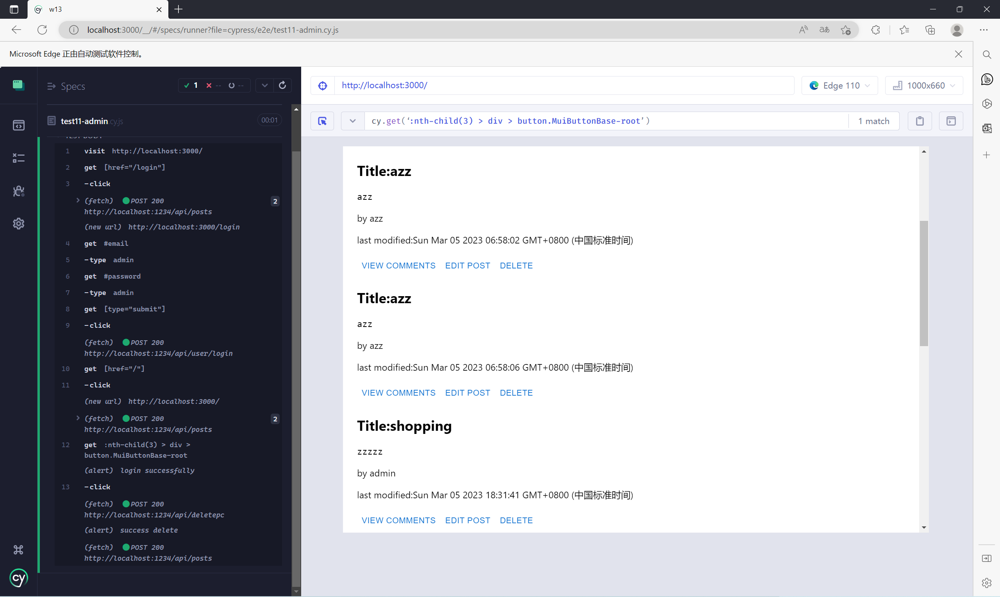 w13
localhost:3000/__/#/specs/runner?file=cypress/e2e/test11-admin.cy.js
Microsoft Edge 正由自动测试软件控制。
Specs
1 -- --
test11-admin.cy.js 00:01
TEST BODY
1 visit http://localhost:3000/
2 get [href="/login"]
3 -click
(fetch) POST 200 2
http://localhost:1234/api/posts
(new url) http://localhost:3000/login
4 get #email
5 -type admin
6 get #password
7 -type admin
8 get [type="submit"]
9 -click
(fetch) POST 200
http://localhost:1234/api/user/login
10 get [href="/"]
11 -click
(new url) http://localhost:3000/
(fetch) POST 200 2
http://localhost:1234/api/posts
12 get :nth-child(3) > div >
button.MuiButtonBase-root
(alert) login successfully
13 -click
(fetch) POST 200
http://localhost:1234/api/deletepc
(alert) success delete
(fetch) POST 200
http://localhost:1234/api/posts
cy
http://localhost:3000/
Edge 110
1000x660
cy.get(‘:nth-child(3) > div > button.MuiButtonBase-root’) 1 match
Title:azz
azz
by azz
last modified:Sun Mar 05 2023 06:58:02 GMT+0800 (中国标准时间)
VIEW COMMENTS EDIT POST DELETE
Title:azz
azz
by azz
last modified:Sun Mar 05 2023 06:58:06 GMT+0800 (中国标准时间)
VIEW COMMENTS EDIT POST DELETE
Title:shopping
zzzzz
by admin
last modified:Sun Mar 05 2023 18:31:41 GMT+0800 (中国标准时间)
VIEW COMMENTS EDIT POST DELETE